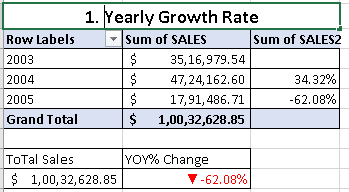 1. Yearly Growth Rate
Row Labels Sum of SALES Sum of SALES2
2003 $ 35,16,979.54
2004 $ 47,24,162.60 34.32%
2005 $ 17,91,486.71 -62.08%
Grand Total $ 1,00,32,628.85
ToTal Sales YOY% Change
$ 1,00,32,628.85 ▼-62.08%